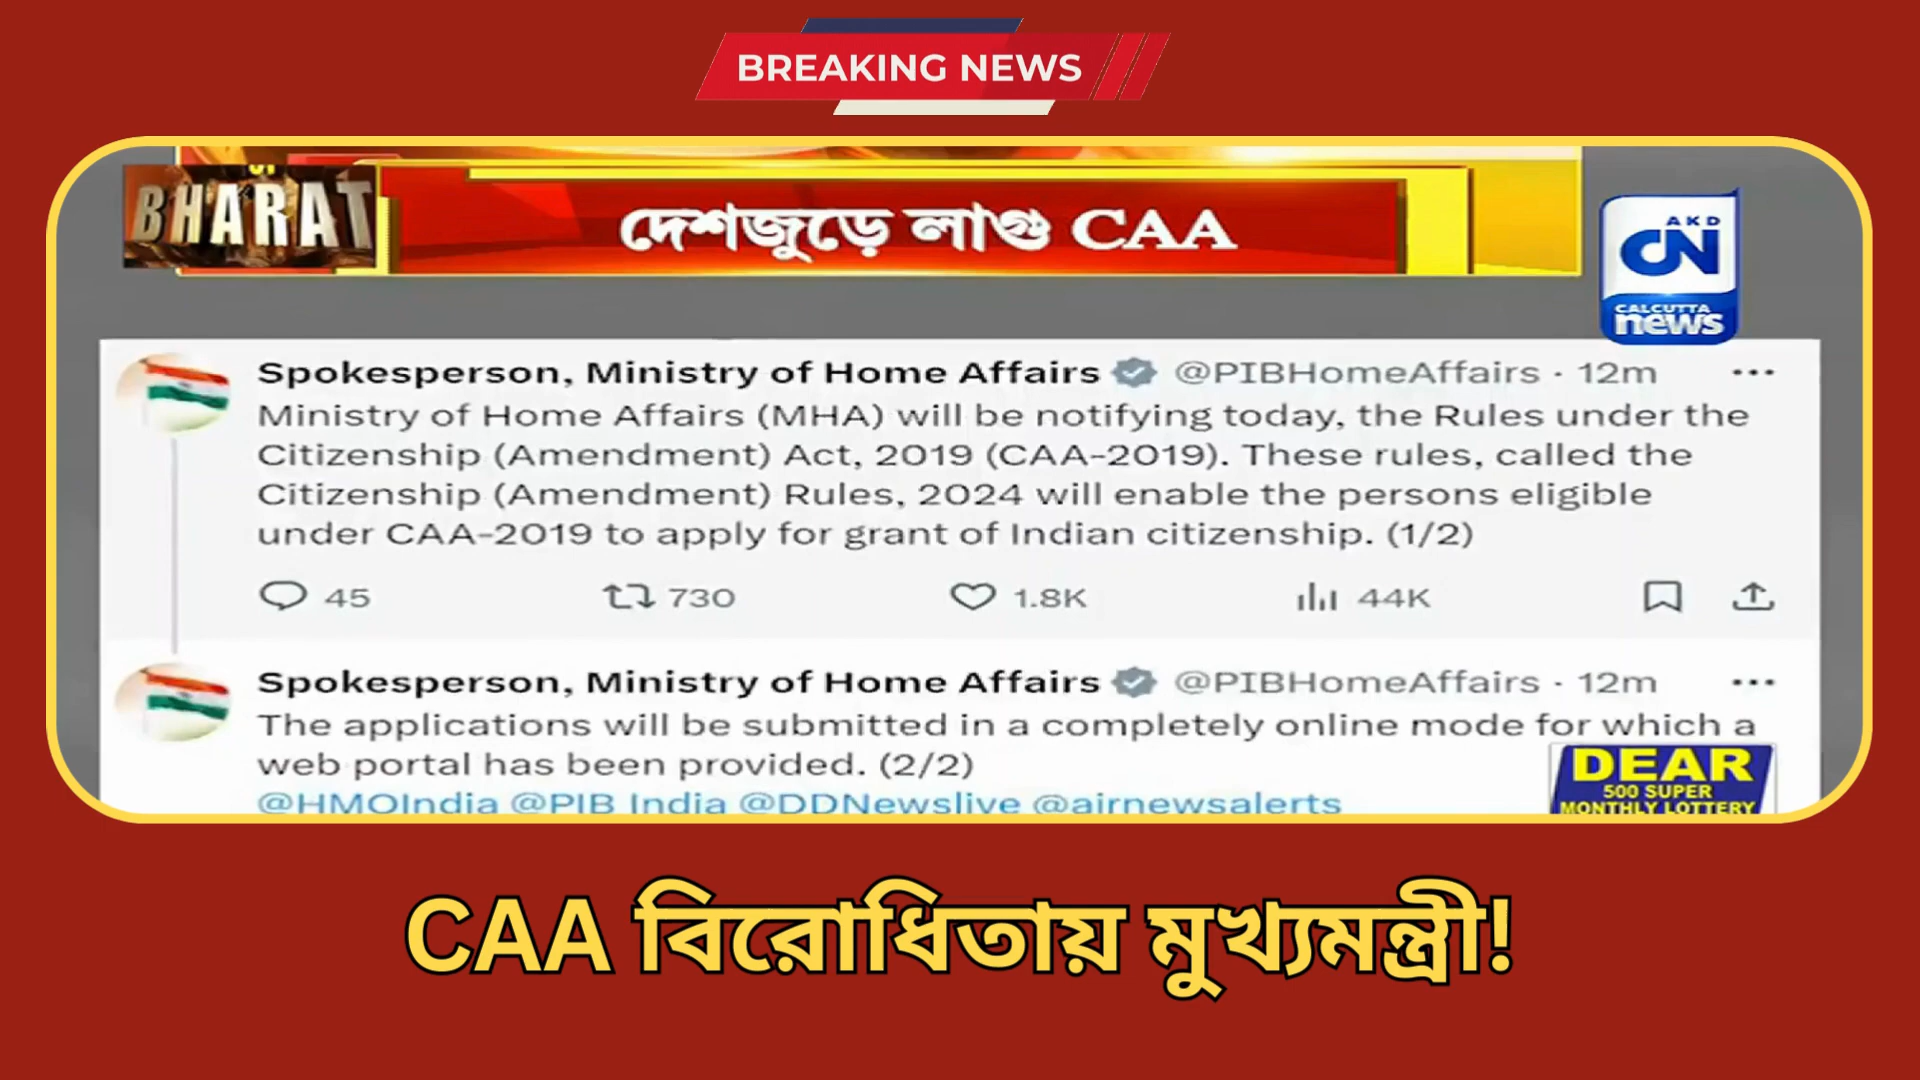 BREAKING NEWS
OF
BHARAT
দেশজুড়ে লাগু CAA
AKD
CN
CALCUTTA
news
Spokesperson, Ministry of Home Affairs @PIBHomeAffairs · 12m
Ministry of Home Affairs (MHA) will be notifying today, the Rules under the
Citizenship (Amendment) Act, 2019 (CAA-2019). These rules, called the
Citizenship (Amendment) Rules, 2024 will enable the persons eligible
under CAA-2019 to apply for grant of Indian citizenship. (1/2)
45 730 1.8K 44K
Spokesperson, Ministry of Home Affairs @PIBHomeAffairs · 12m
The applications will be submitted in a completely online mode for which a
web portal has been provided. (2/2)
@HMOIndia @PIB India @DDNewslive @airnewsalerts
DEAR
500 SUPER
MONTHLY LOTTERY
CAA বিরোধিতায় মুখ্যমন্ত্রী!